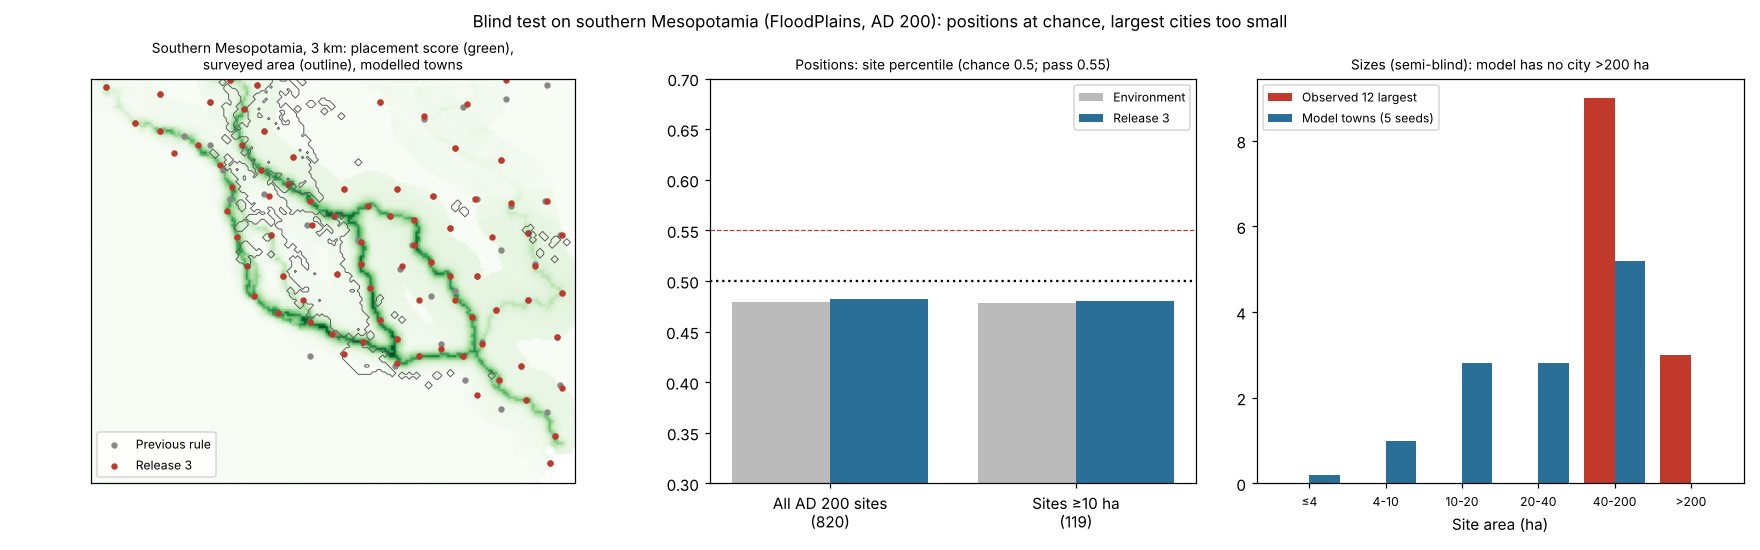 Blind test on southern Mesopotamia (FloodPlains, AD 200): positions at chance, largest cities too small
Southern Mesopotamia, 3 km: placement score (green),
surveyed area (outline), modelled towns
Previous rule
Release 3
Positions: site percentile (chance 0.5; pass 0.55)
0.70
0.65
0.60
0.55
0.50
0.45
0.40
0.35
0.30
Environment
Release 3
All AD 200 sites
(820)
Sites ≥10 ha
(119)
Sizes (semi-blind): model has no city >200 ha
Observed 12 largest
Model towns (5 seeds)
8
6
4
2
0
≤4
4-10
10-20
20-40
40-200
>200
Site area (ha)